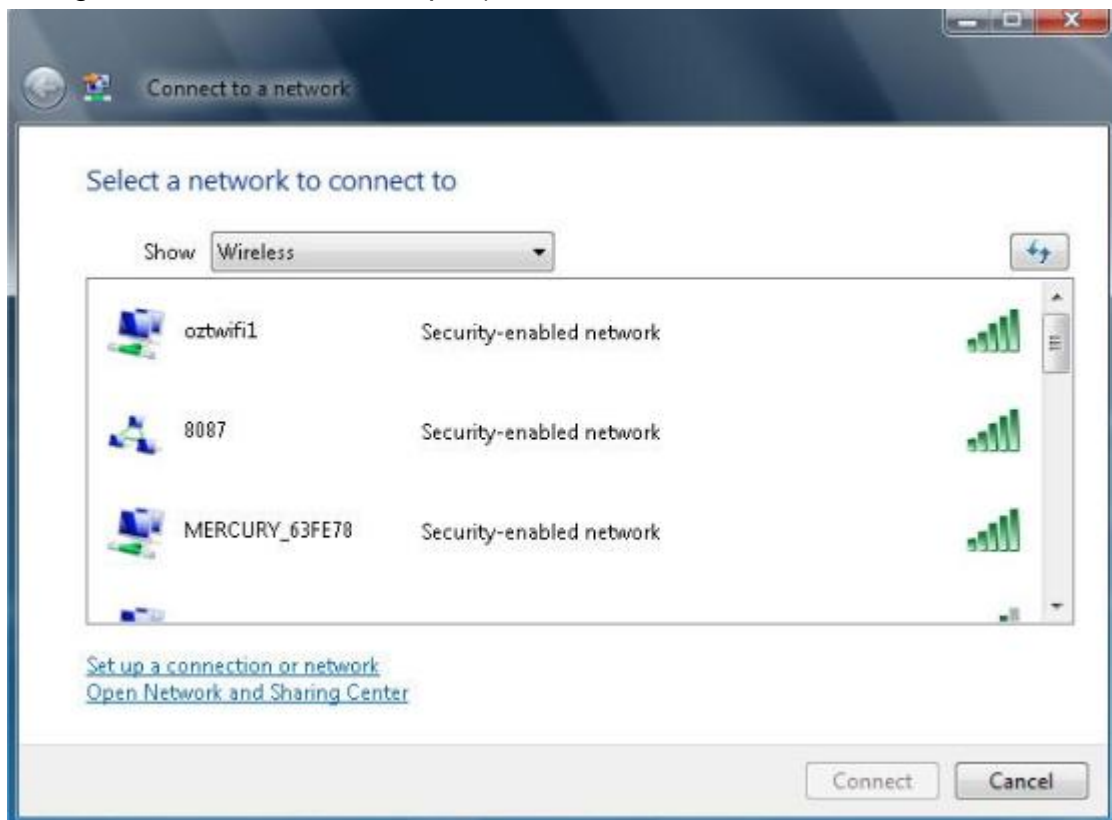 Connect to a network
Select a network to connect to
Show Wireless
oztwifi1 Security-enabled network
8087 Security-enabled network
MERCURY_63FE78 Security-enabled network
Set up a connection or network
Open Network and Sharing Center
Connect Cancel